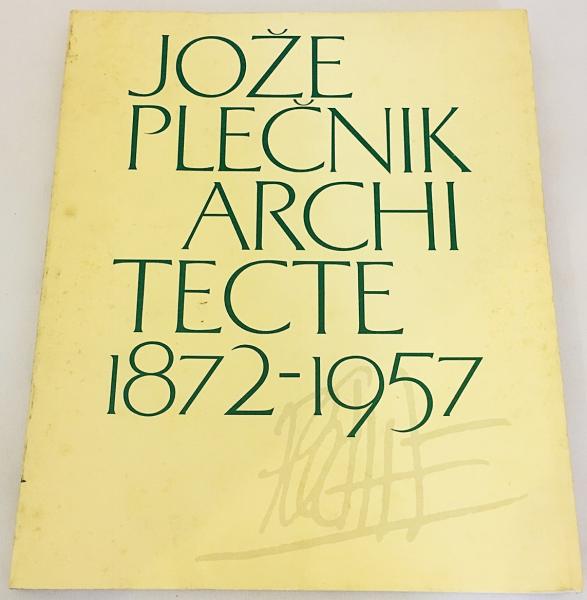 JOŽE
PLEČNIK
ARCHI
TECTE
1872-1957